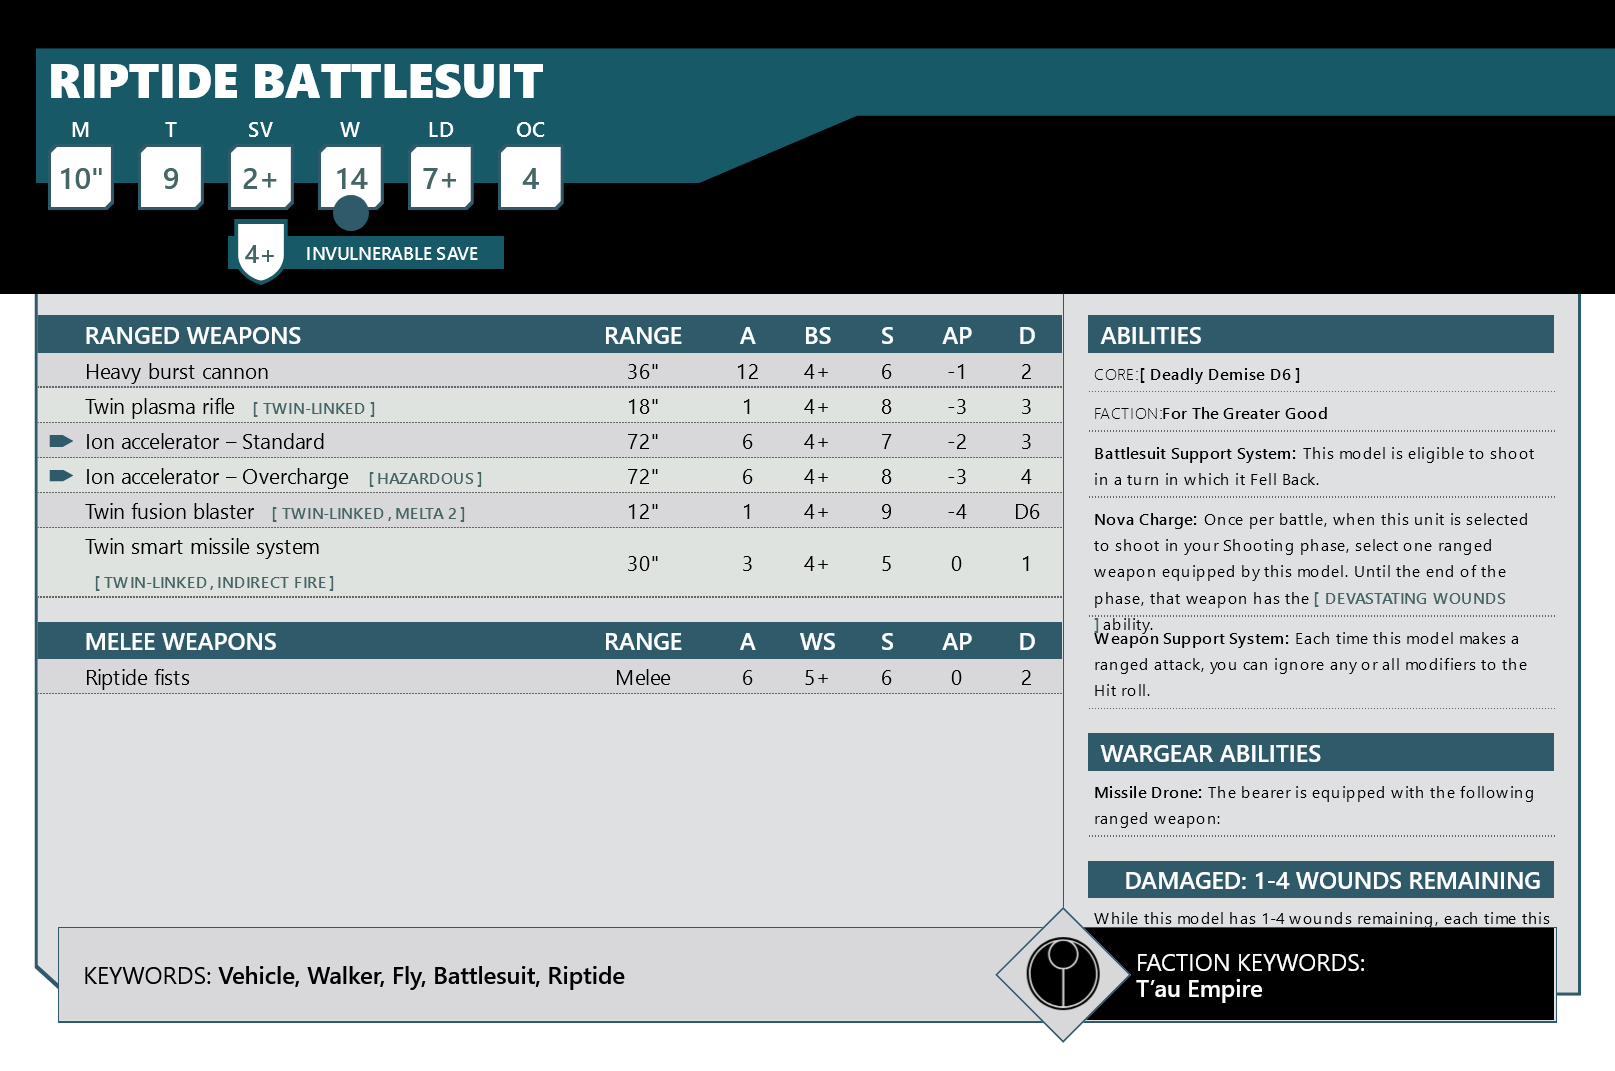 RIPTIDE BATTLESUIT
M T SV W LD OC
10" 9 2+ 14 7+ 4
4+ INVULNERABLE SAVE
RANGED WEAPONS RANGE A BS S AP D
Heavy burst cannon 36" 12 4+ 6 -1 2
Twin plasma rifle [ TWIN-LINKED ] 18" 1 4+ 8 -3 3
Ion accelerator – Standard 72" 6 4+ 7 -2 3
Ion accelerator – Overcharge [ HAZARDOUS ] 72" 6 4+ 8 -3 4
Twin fusion blaster [ TWIN-LINKED , MELTA 2 ] 12" 1 4+ 9 -4 D6
Twin smart missile system 30" 3 4+ 5 0 1
[ TWIN-LINKED , INDIRECT FIRE ]
MELEE WEAPONS RANGE A WS S AP D
Riptide fists Melee 6 5+ 6 0 2
ABILITIES
CORE:[ Deadly Demise D6 ]
FACTION:For The Greater Good
Battlesuit Support System: This model is eligible to shoot
in a turn in which it Fell Back.
Nova Charge: Once per battle, when this unit is selected
to shoot in your Shooting phase, select one ranged
weapon equipped by this model. Until the end of the
phase, that weapon has the [ DEVASTATING WOUNDS
] ability.
Weapon Support System: Each time this model makes a
ranged attack, you can ignore any or all modifiers to the
Hit roll.
WARGEAR ABILITIES
Missile Drone: The bearer is equipped with the following
ranged weapon:
DAMAGED: 1-4 WOUNDS REMAINING
While this model has 1-4 wounds remaining, each time this
KEYWORDS: Vehicle, Walker, Fly, Battlesuit, Riptide
FACTION KEYWORDS:
T’au Empire